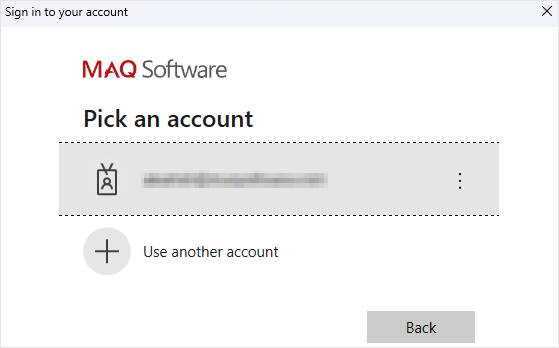 Sign in to your account
MAQ Software
Pick an account
Use another account
Back